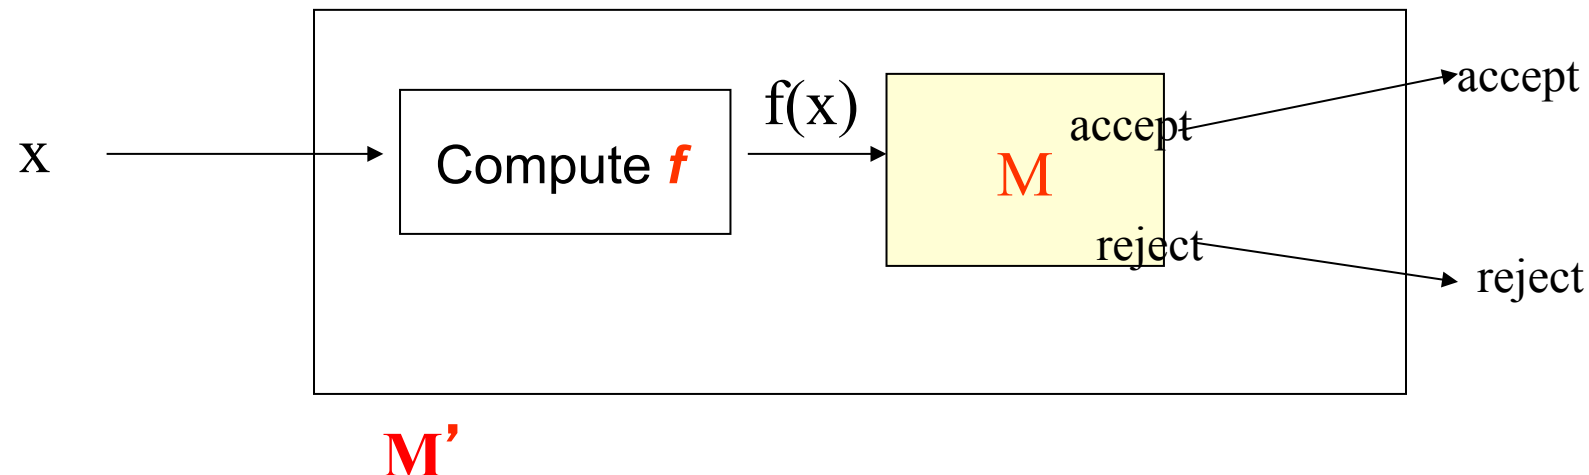 x
Compute f
f(x)
M
accept
reject
accept
reject
M’